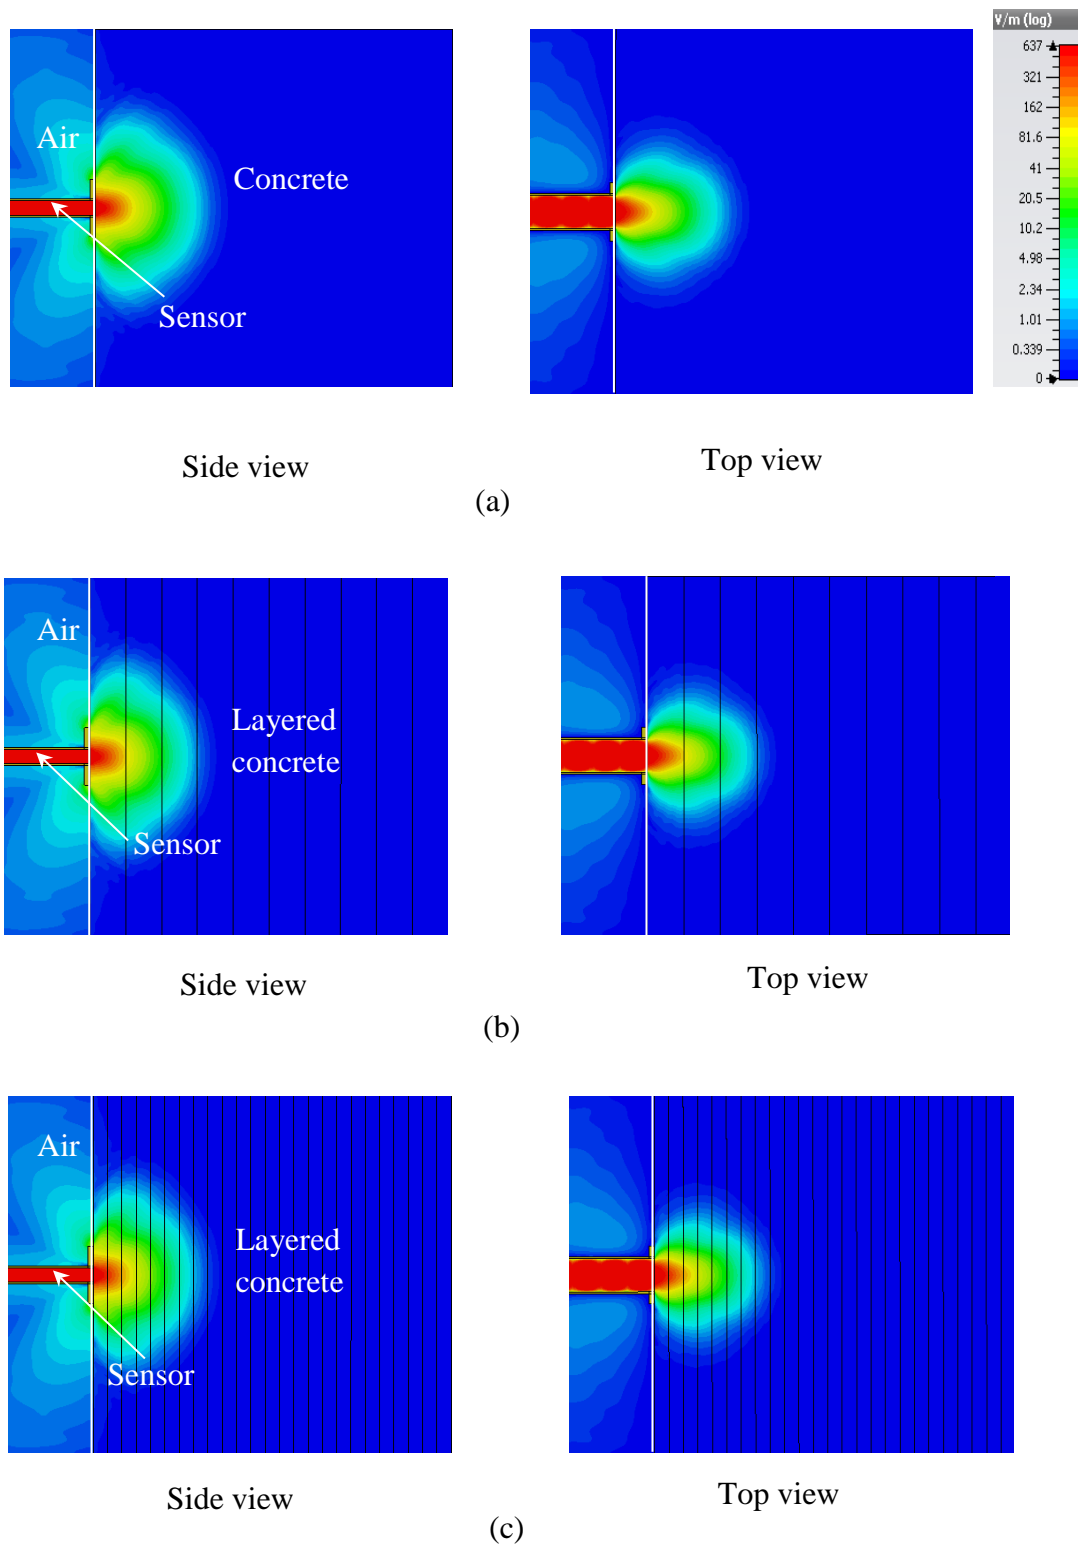 V/m (log)
637
321
162
81.6
41
20.5
10.2
4.98
2.34
1.01
0.339
0
Air
Concrete
Sensor
Side view
Top view
(a)
Air
Layered
concrete
Sensor
Side view
Top view
(b)
Air
Layered
concrete
Sensor
Side view
Top view
(c)